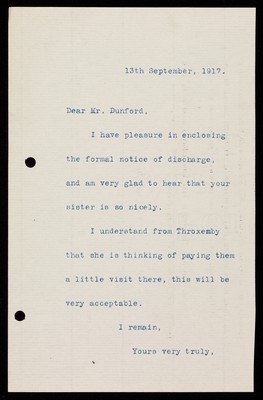 13th September, 1917.
Dear Mr. Dunford,
I have pleasure in enclosing
the formal notice of discharge,
and am very glad to hear that your
sister is so nicely.
I understand from Throxemby
that she is thinking of paying them
a little visit there, this will be
very acceptable.
I remain,
Yours very truly,